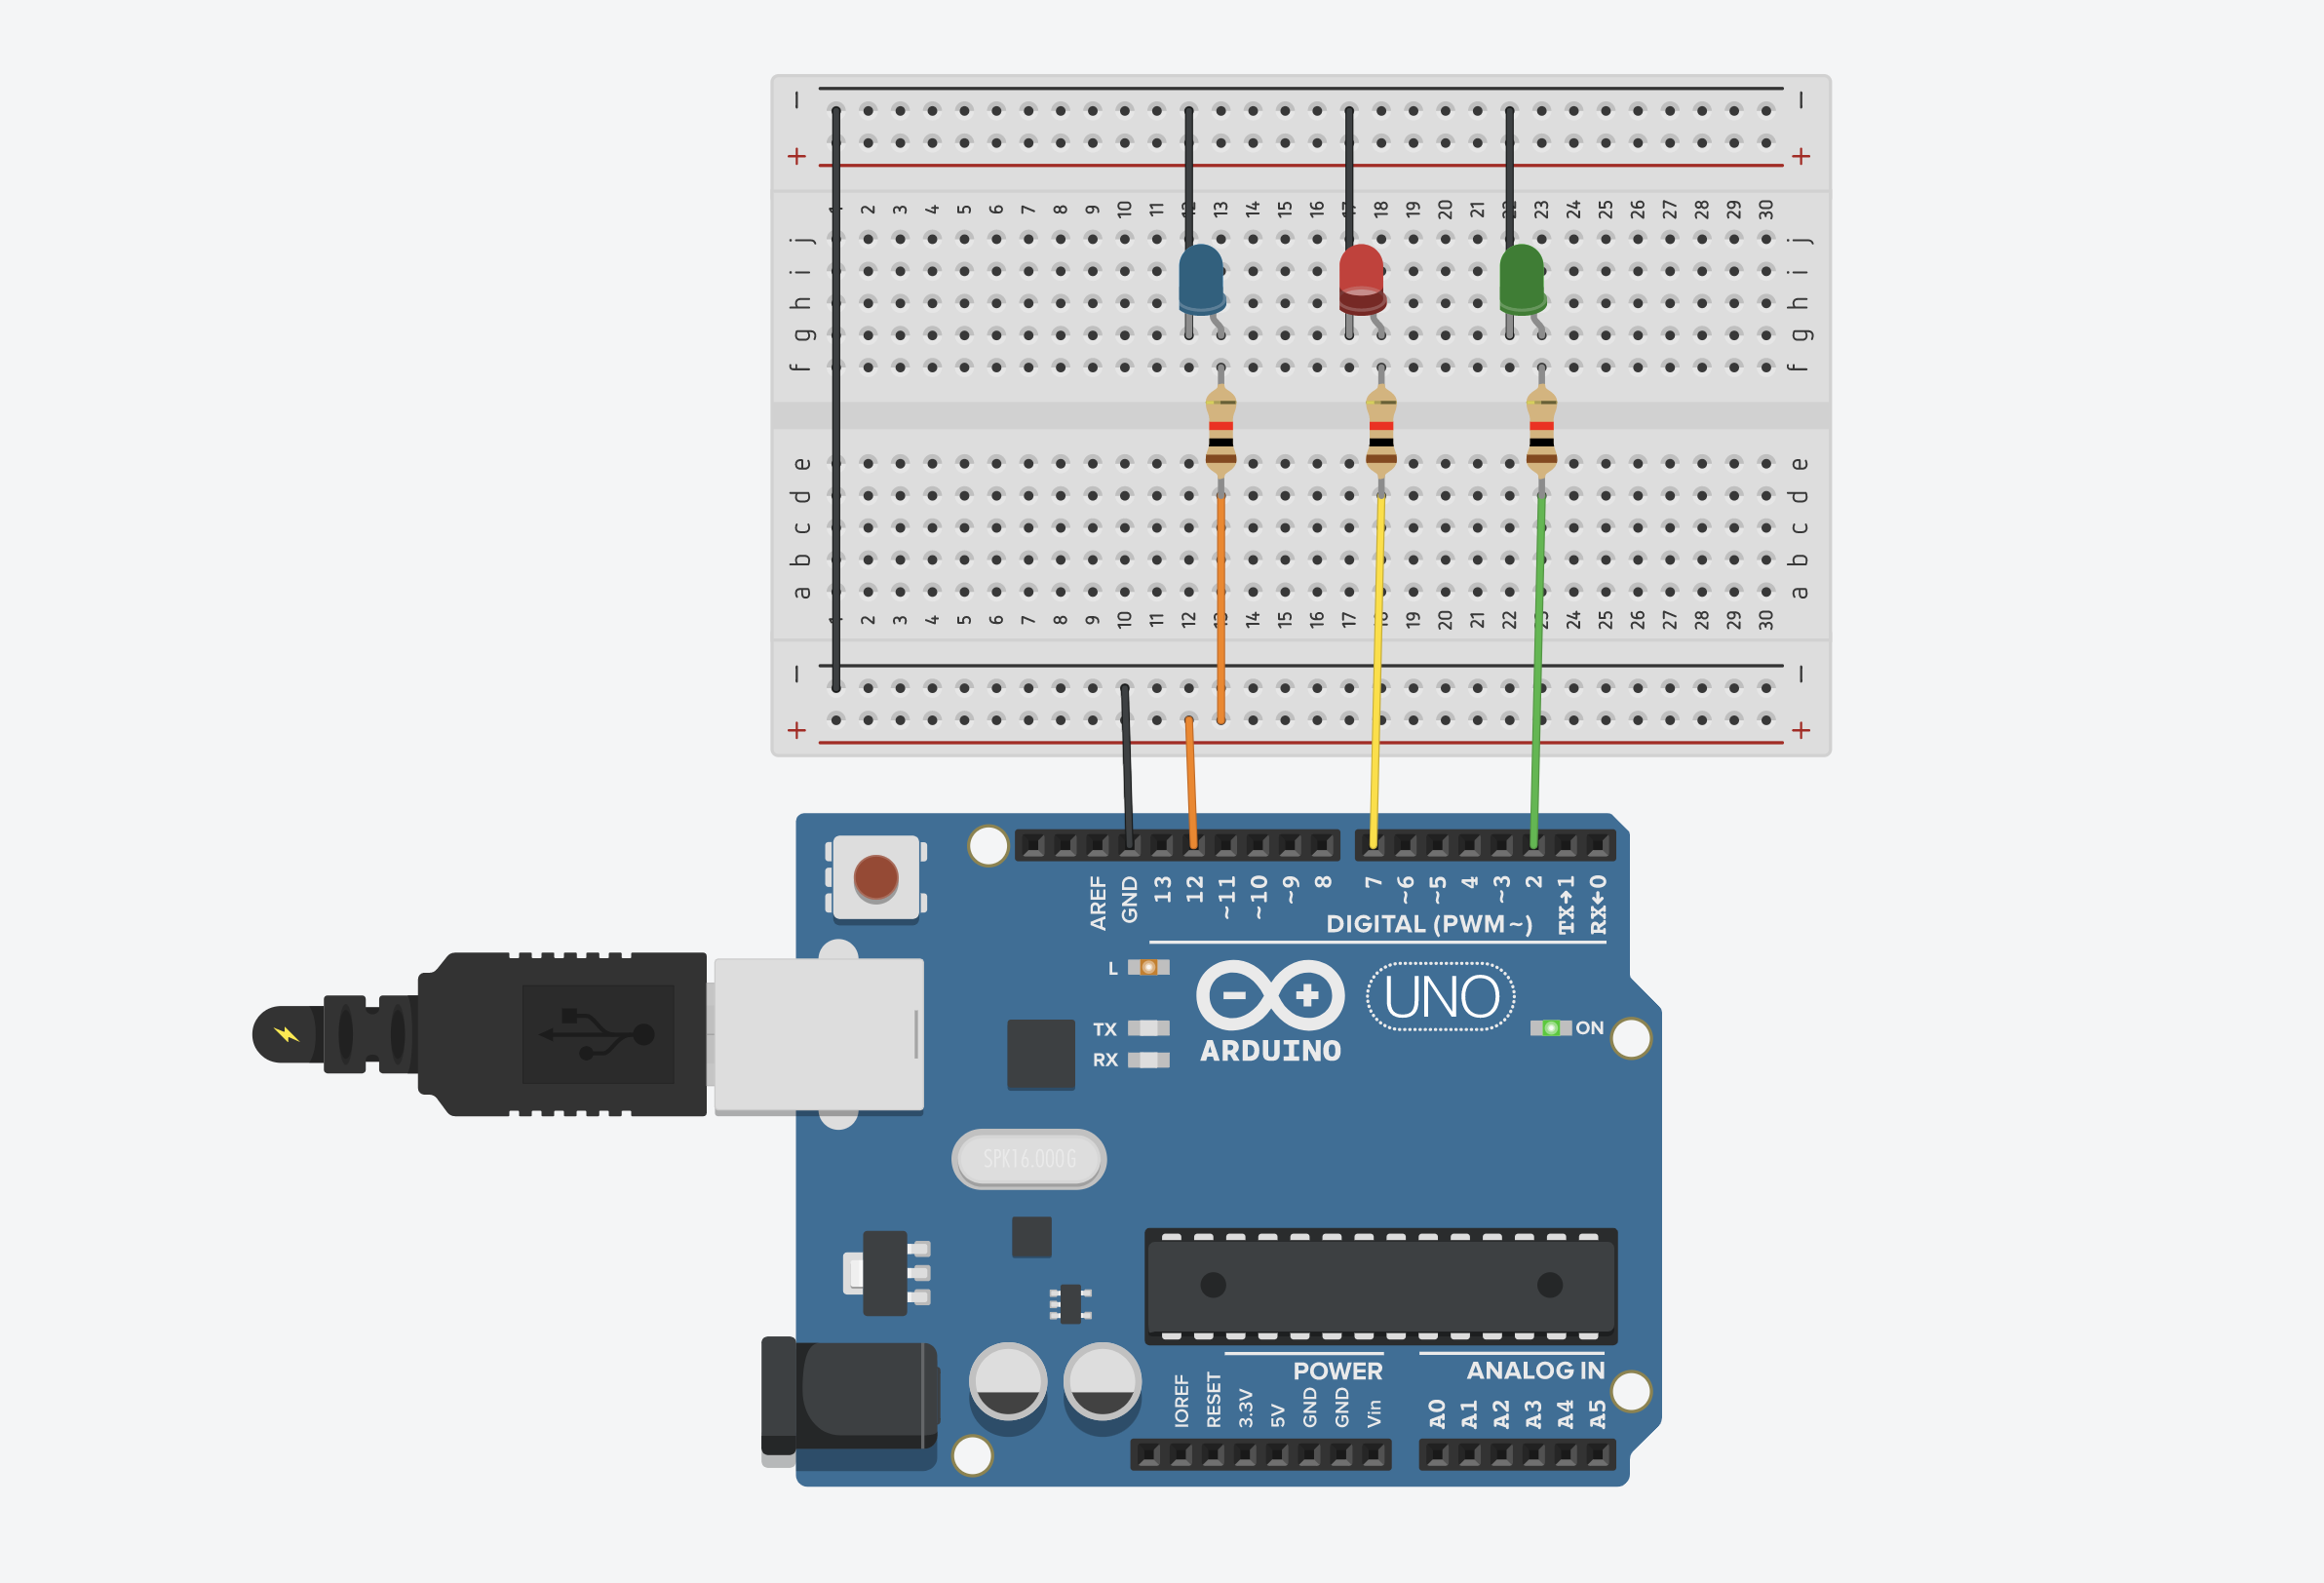 − −
+ +
1 2 3 4 5 6 7 8 9 10 11 12 13 14 15 16 17 18 19 20 21 22 23 24 25 26 27 28 29 30
j j
i i
h h
g g
f f
e e
d d
c c
b b
a a
1 2 3 4 5 6 7 8 9 10 11 12 13 14 15 16 17 18 19 20 21 22 23 24 25 26 27 28 29 30
− −
+ +
AREF GND 13 12 ~11 ~10 ~9 8 7 ~6 ~5 4 ~3 2 TX→1 RX←0
DIGITAL (PWM~)
L
UNO
TX
ON
RX
ARDUINO
SPK16.000G
POWER ANALOG IN
IOREF RESET 3.3V 5V GND GND Vin A0 A1 A2 A3 A4 A5